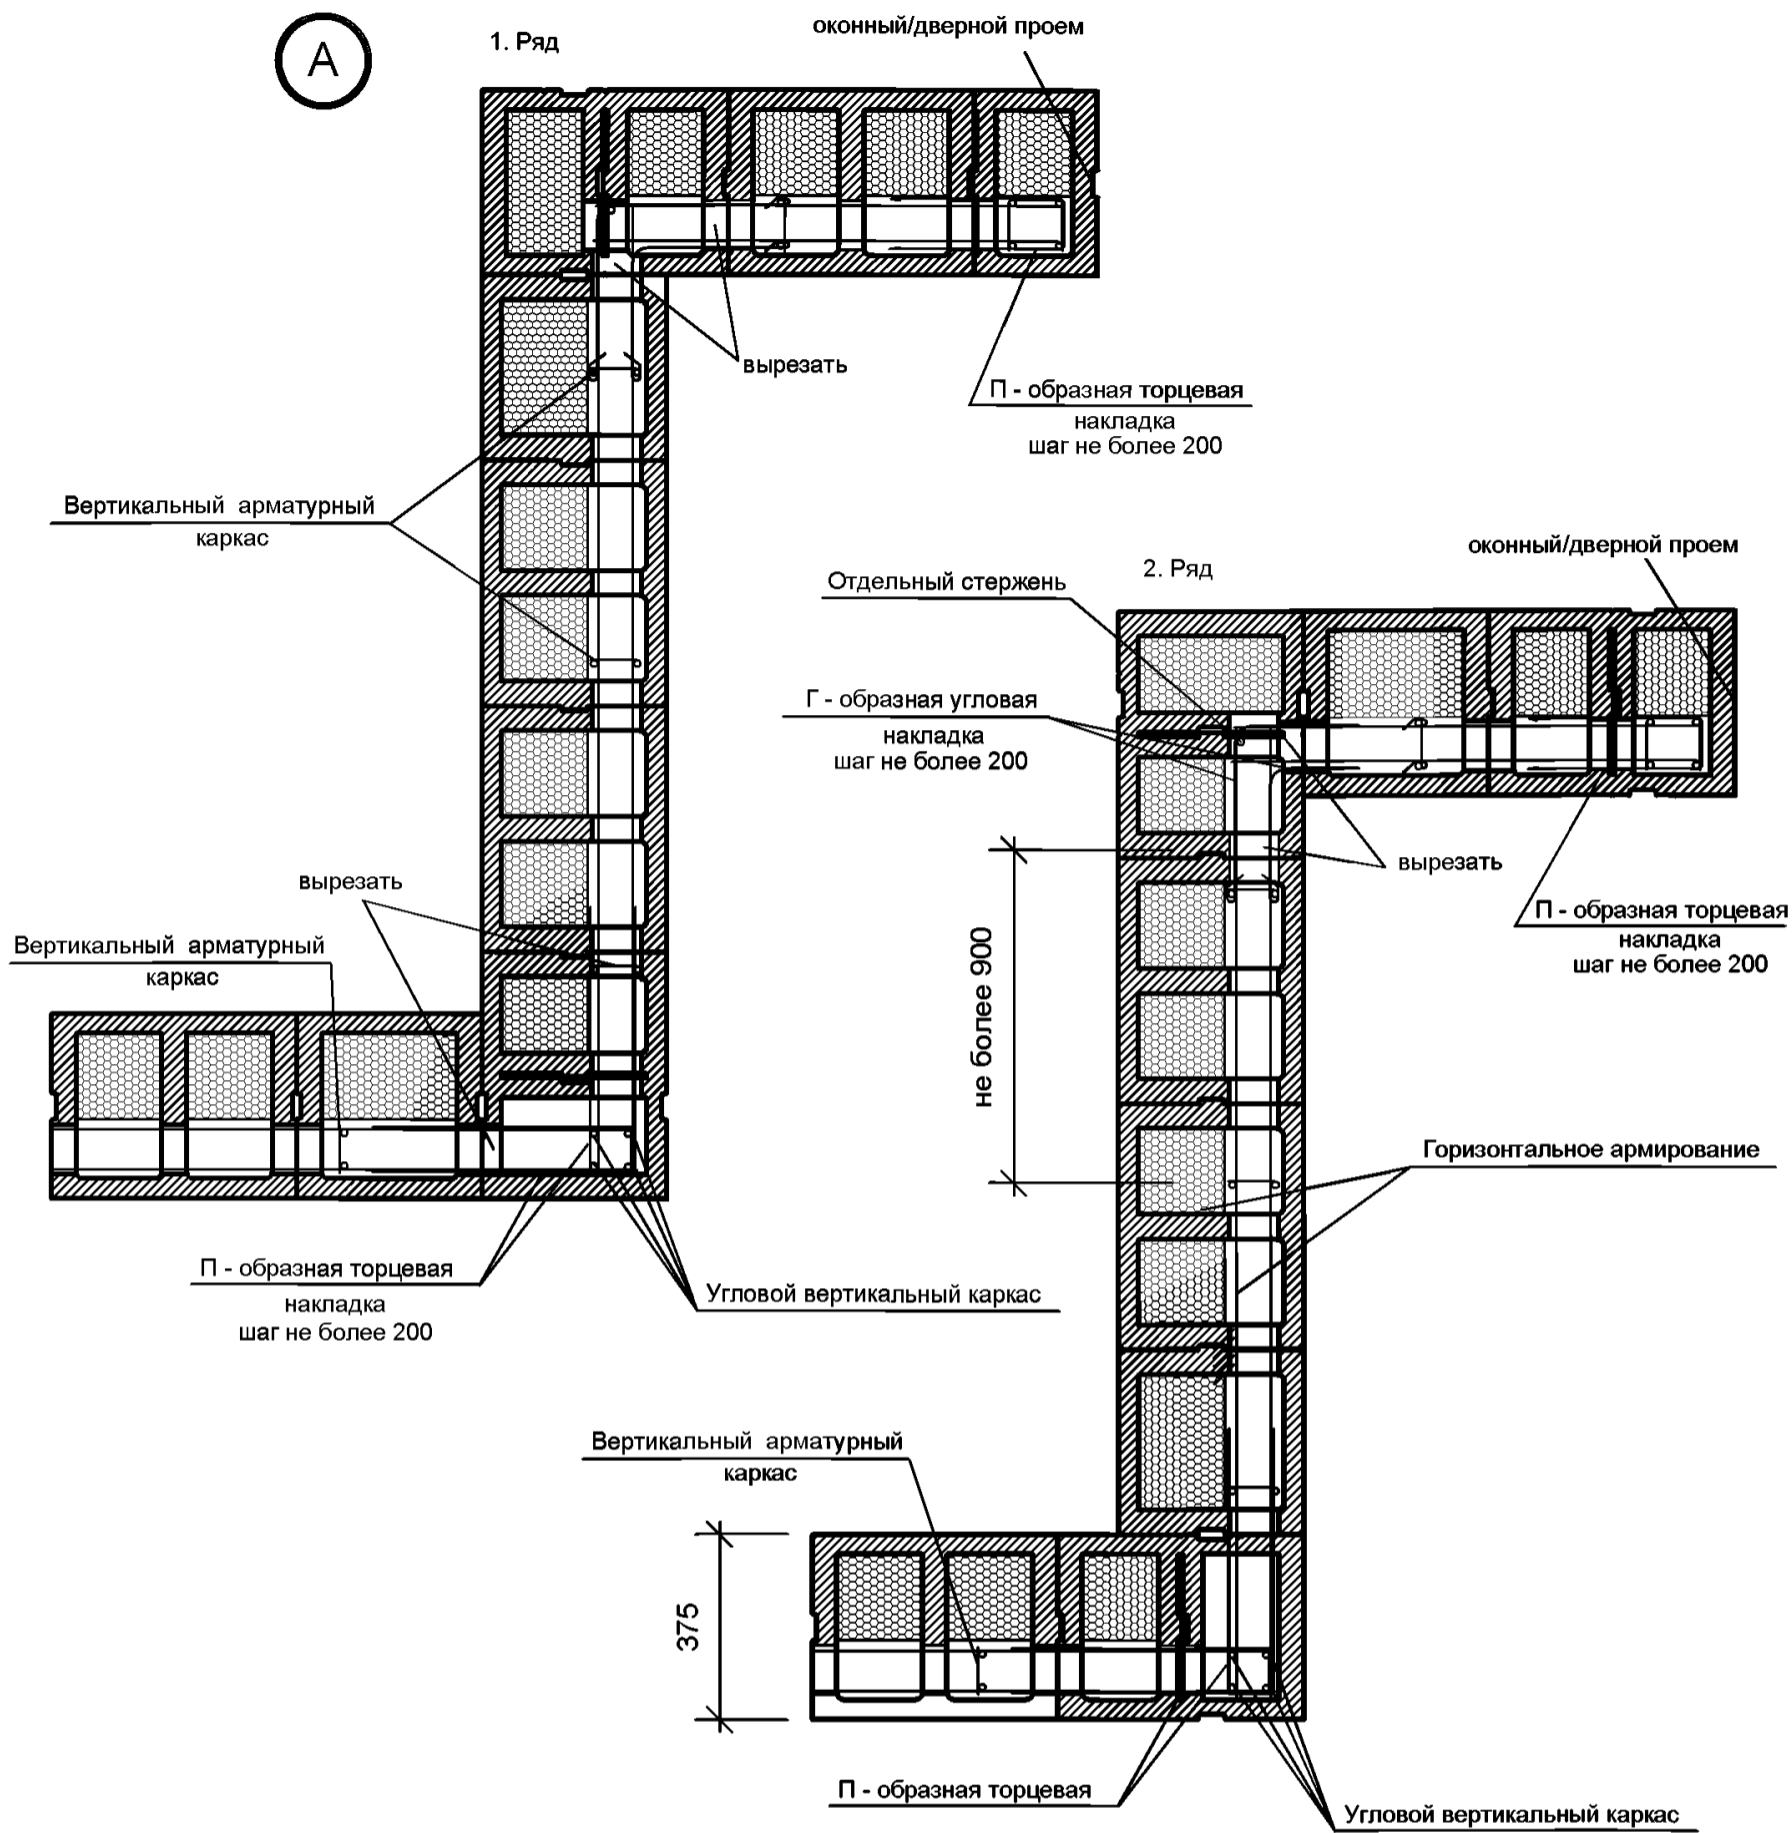 А
1. Ряд
оконный/дверной проем
вырезать
П - образная торцевая
накладка
шаг не более 200
Вертикальный арматурный
каркас
оконный/дверной проем
2. Ряд
Отдельный стержень
Г - образная угловая
накладка
шаг не более 200
вырезать
вырезать
П - образная торцевая
накладка
шаг не более 200
Вертикальный арматурный
каркас
не более 900
Горизонтальное армирование
П - образная торцевая
накладка
шаг не более 200
Угловой вертикальный каркас
Вертикальный арматурный
каркас
375
П - образная торцевая
Угловой вертикальный каркас